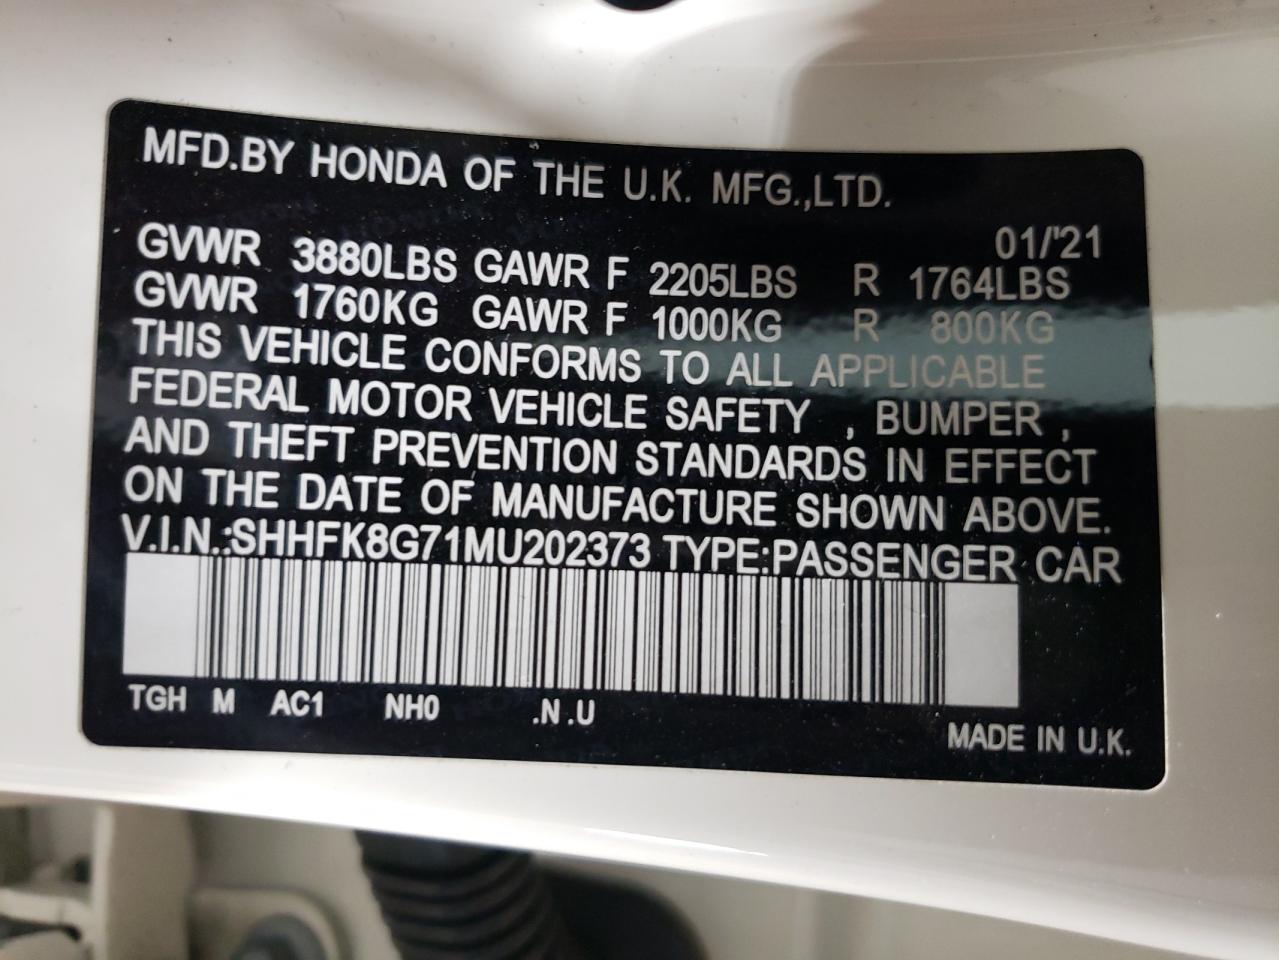 MFD.BY HONDA OF THE U.K. MFG.,LTD.
01/'21
GVWR 3880LBS GAWR F 2205LBS R 1764LBS
GVWR 1760KG GAWR F 1000KG R 800KG
THIS VEHICLE CONFORMS TO ALL APPLICABLE
FEDERAL MOTOR VEHICLE SAFETY , BUMPER ,
AND THEFT PREVENTION STANDARDS IN EFFECT
ON THE DATE OF MANUFACTURE SHOWN ABOVE.
V.I.N.:SHHFK8G71MU202373 TYPE:PASSENGER CAR
TGH M AC1 NH0 .N .U
MADE IN U.K.